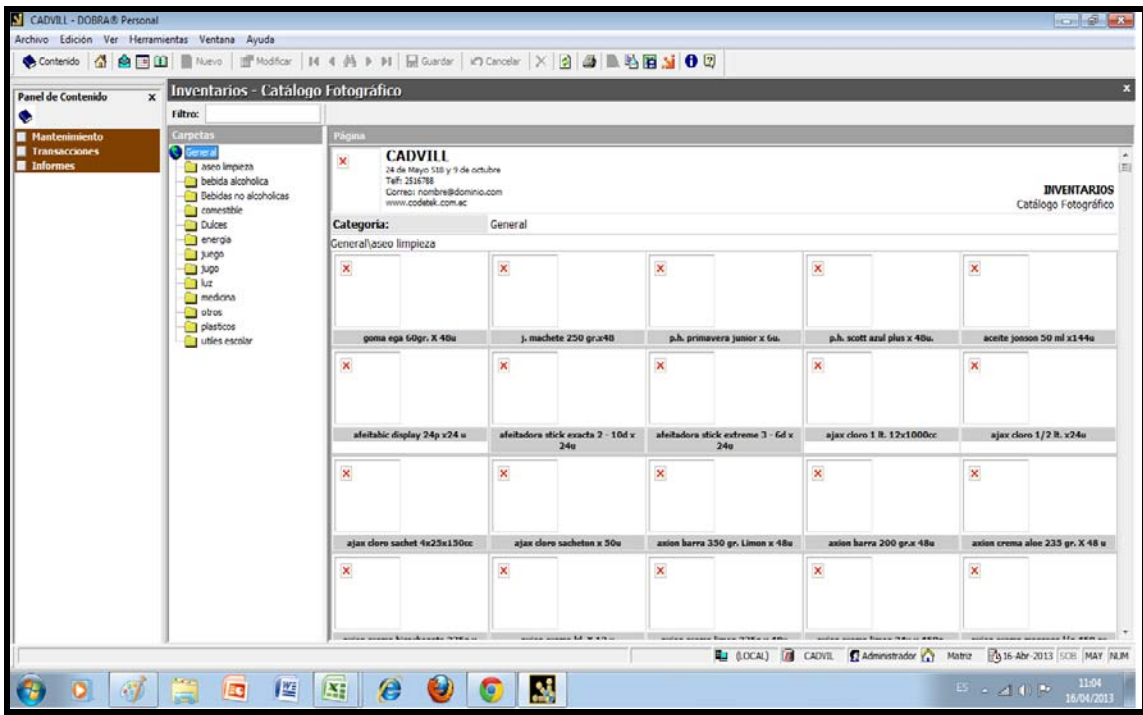 CADVILL - DOBRA® Personal
Archivo Edición Ver Herramientas Ventana Ayuda
Contenido Nuevo Modificar Guardar Cancelar
Panel de Contenido x
Mantenimiento
Transacciones
Informes
Inventarios - Catálogo Fotográfico x
Filtro:
Carpetas
General
aseo limpieza
bebida alcoholica
Bebidas no alcoholicas
comestible
Dulces
energia
juego
jugo
luz
medicina
otros
plasticos
utiles escolar
Página
CADVILL
24 de Mayo 518 y 9 de octubre
Telf: 2516788
Correo: nombre@dominio.com
www.codetek.com.ec
INVENTARIOS
Catálogo Fotográfico
Categoria: General
General\aseo limpieza
goma ega 60gr. X 48u
j. machete 250 gr.x48
p.h. primavera junior x 6u.
p.h. scott azul plus x 48u.
aceite jonson 50 ml x144u
afeitabic display 24p x24 u
afeitadora stick exacta 2 - 10d x 24u
afeitadora stick extreme 3 - 6d x 24u
ajax cloro 1 lt. 12x1000cc
ajax cloro 1/2 lt. x24u
ajax cloro sachet 4x25x150cc
ajax cloro sacheton x 50u
axion barra 350 gr. Limon x 48u
axion barra 200 gr.x 48u
axion crema aloe 235 gr. X 48 u
(LOCAL) CADVIL Administrador Matriz 16-Abr-2013 SOB MAY NUM
ES 11:04
16/04/2013